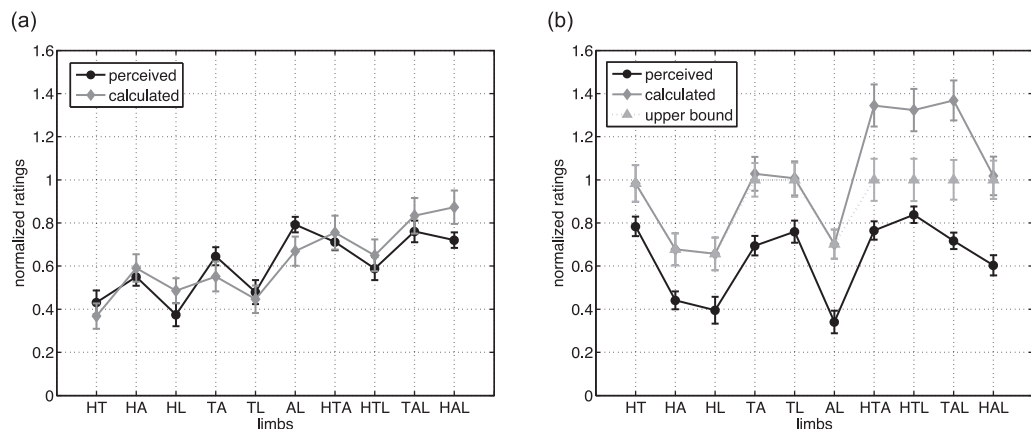 (a)
1.6
1.4
1.2
1
0.8
0.6
0.4
0.2
0
normalized ratings
perceived
calculated
HT HA HL TA TL AL HTA HTL TAL HAL
limbs
(b)
1.6
1.4
1.2
1
0.8
0.6
0.4
0.2
0
normalized ratings
perceived
calculated
upper bound
HT HA HL TA TL AL HTA HTL TAL HAL
limbs